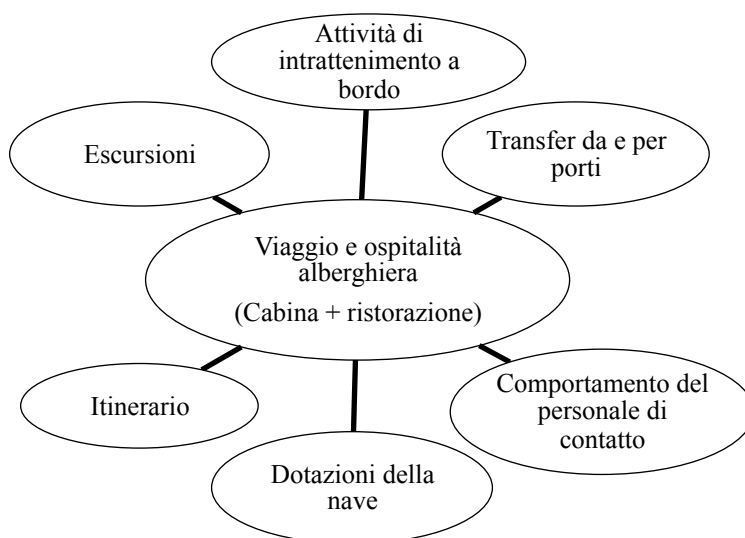 Attività di
intrattenimento a
bordo
Escursioni
Transfer da e per
porti
Viaggio e ospitalità
alberghiera
(Cabina + ristorazione)
Itinerario
Comportamento del
personale di
contatto
Dotazioni della
nave